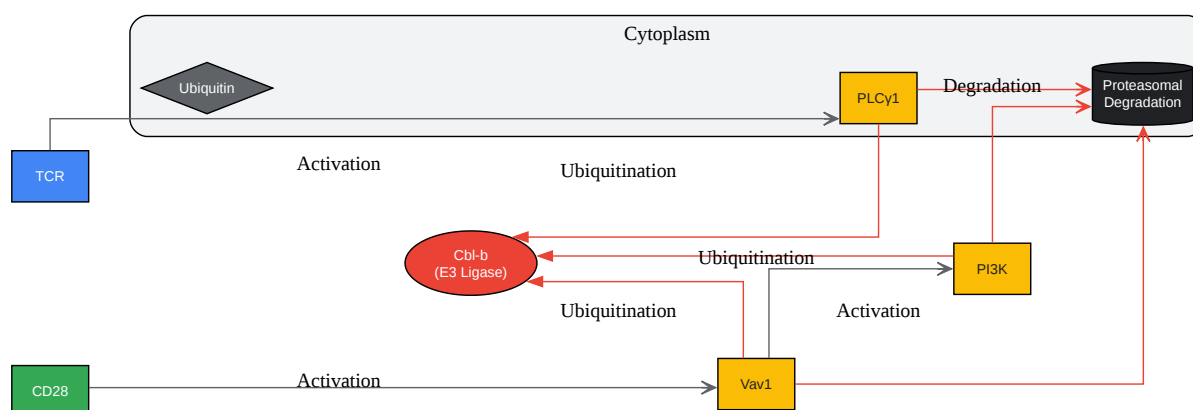 Cytoplasm
Ubiquitin
PLCγ1
Degradation
Proteasomal
Degradation
TCR
Activation
Ubiquitination
Cbl-b
(E3 Ligase)
Ubiquitination
PI3K
Ubiquitination
Activation
CD28
Activation
Vav1